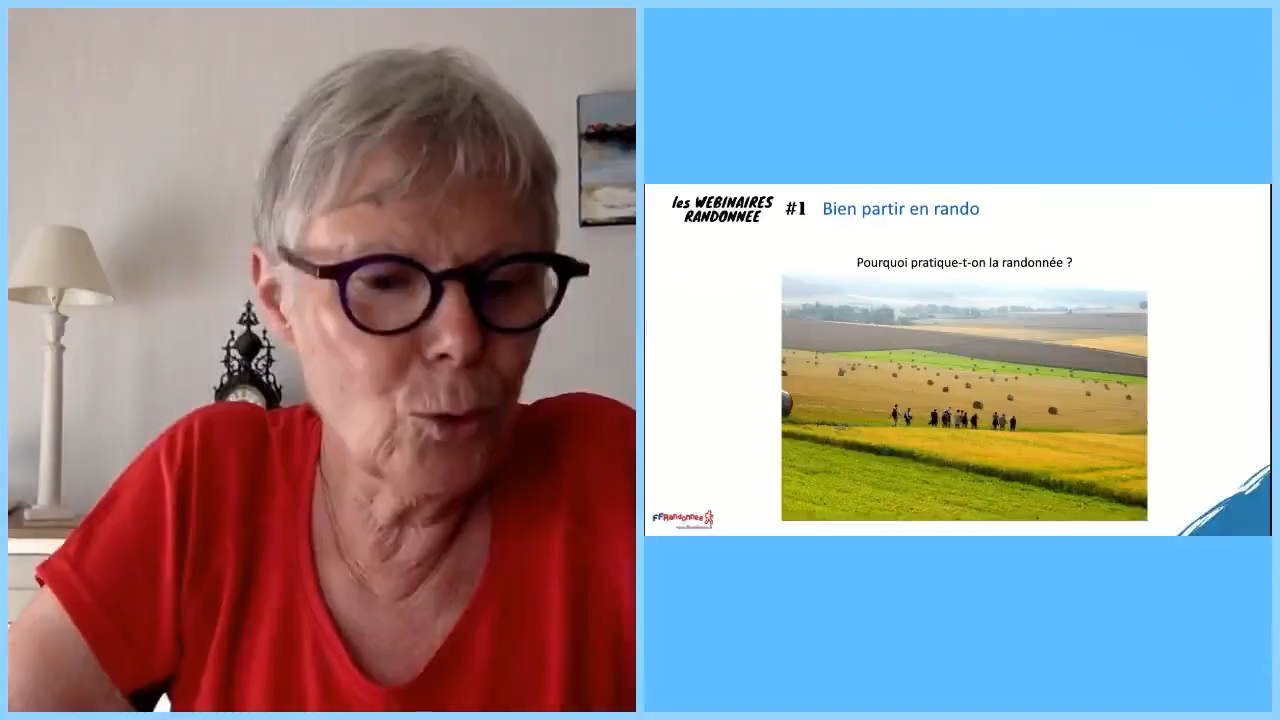 les WEBINAIRES
RANDONNEE
#1
Bien partir en rando
Pourquoi pratique-t-on la randonnée ?
FFRandonnée